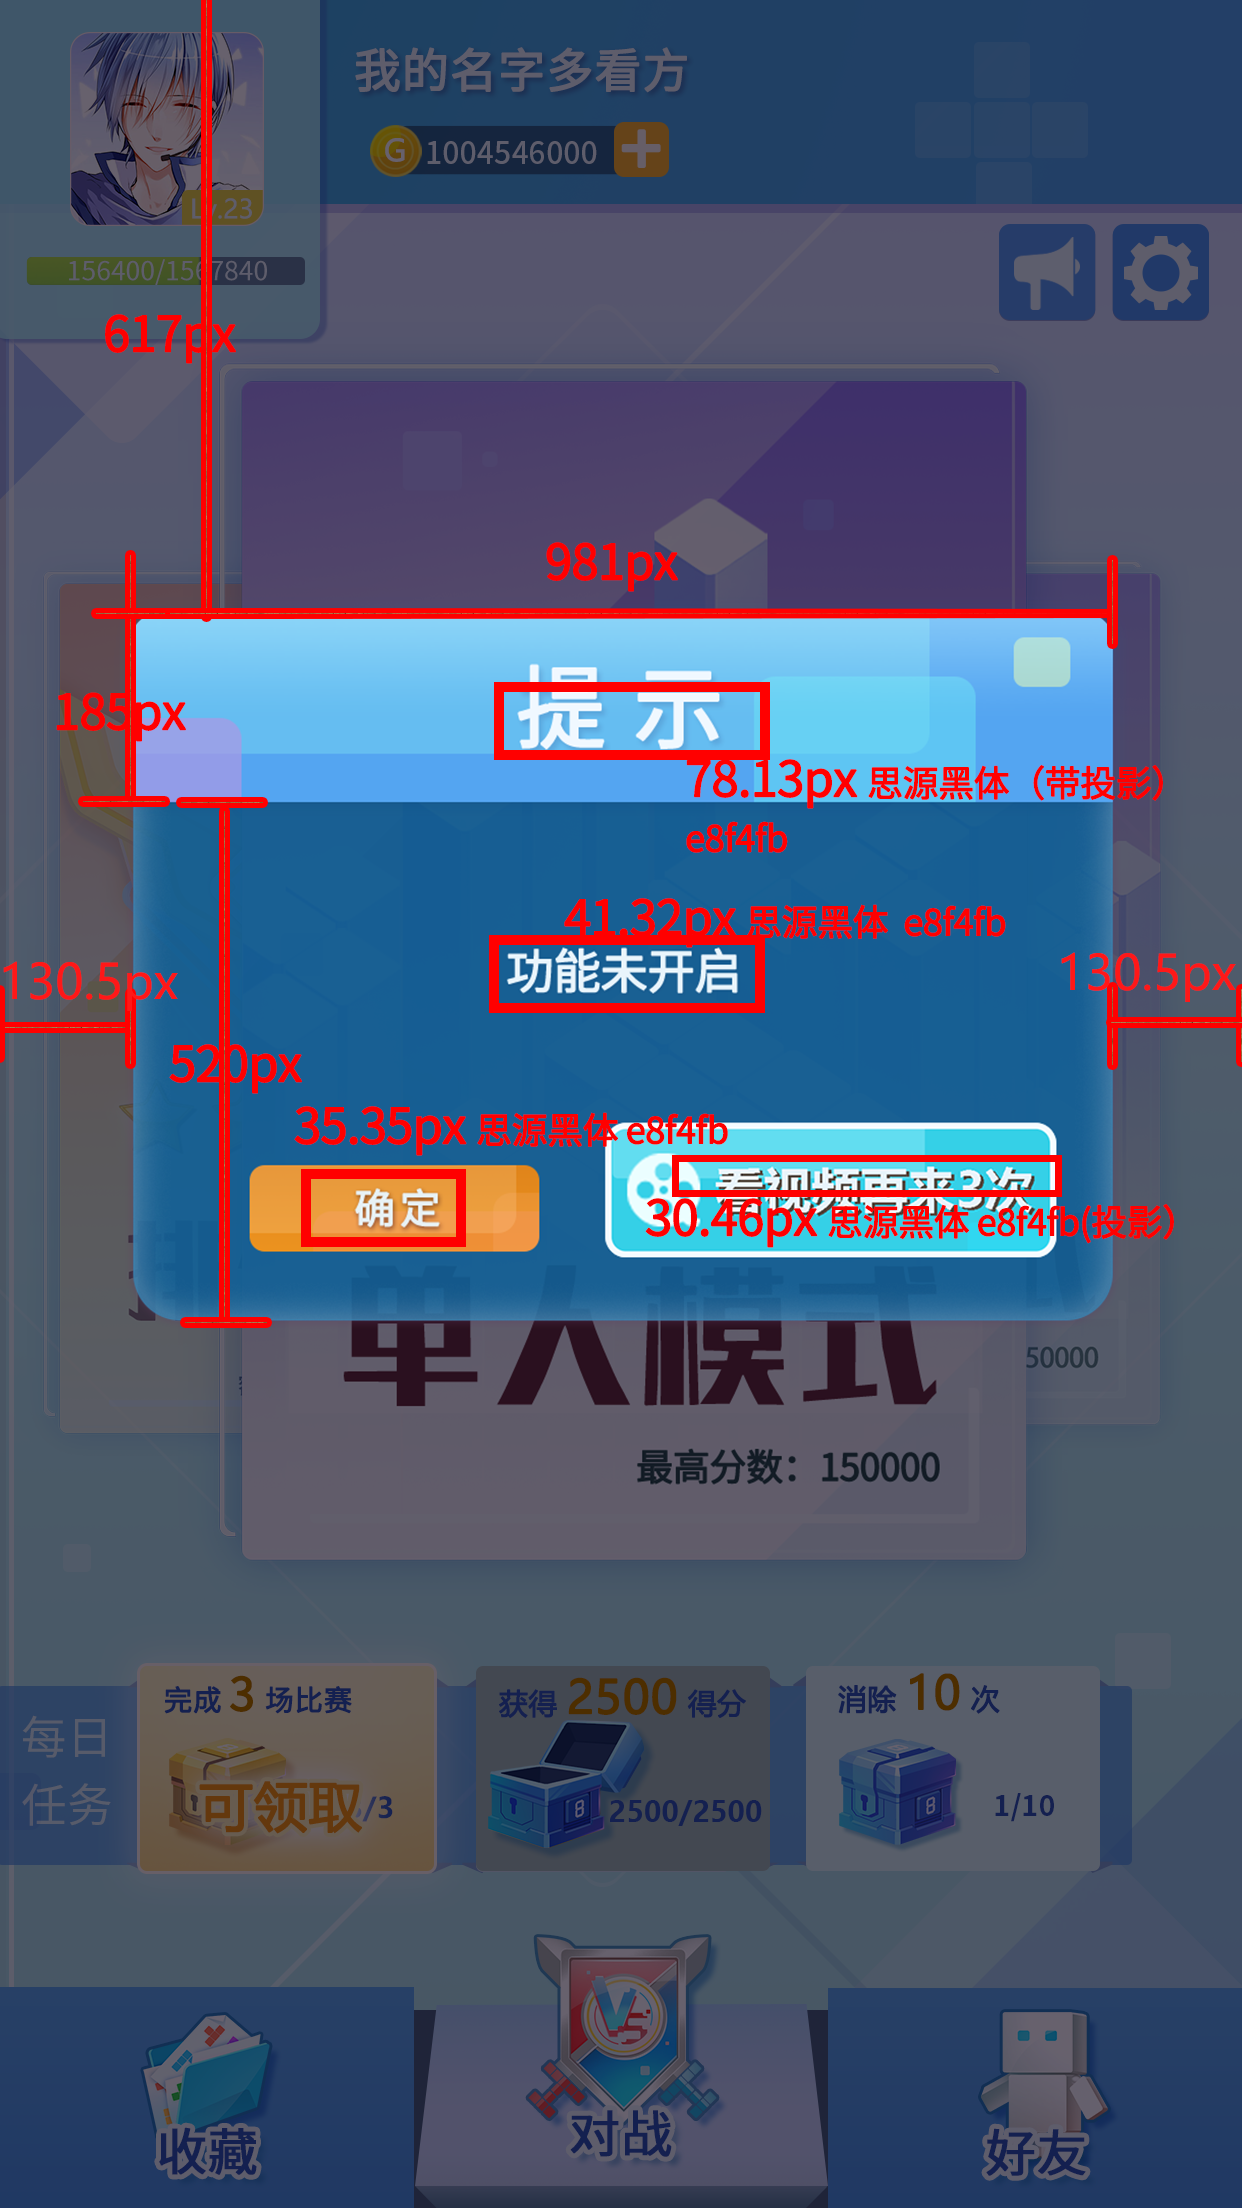 我的名字多看方
G 1004546000
Lv.23
156400/1567840
617px
981px
提示
185px
78.13px 思源黑体（带投影）
e8f4fb
41.32px 思源黑体 e8f4fb
功能未开启
130.5px
130.5px
520px
35.35px 思源黑体 e8f4fb
确定
看视频再来3次
30.46px 思源黑体 e8f4fb(投影）
单人模式
50000
最高分数：150000
每日
任务
完成 3 场比赛
可领取
/3
获得 2500 得分
B
2500/2500
消除 10 次
B
1/10
VS
收藏
对战
好友